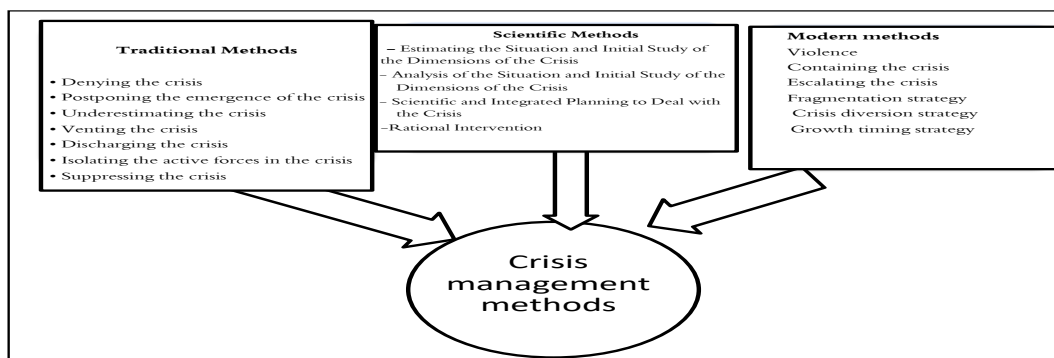 Traditional Methods
• Denying the crisis
• Postponing the emergence of the crisis
• Underestimating the crisis
• Venting the crisis
• Discharging the crisis
• Isolating the active forces in the crisis
• Suppressing the crisis
Scientific Methods
– Estimating the Situation and Initial Study of
the Dimensions of the Crisis
– Analysis of the Situation and Initial Study of the
Dimensions of the Crisis
– Scientific and Integrated Planning to Deal with
the Crisis
–Rational Intervention
Modern methods
Violence
Containing the crisis
Escalating the crisis
Fragmentation strategy
Crisis diversion strategy
Growth timing strategy
Crisis
management
methods